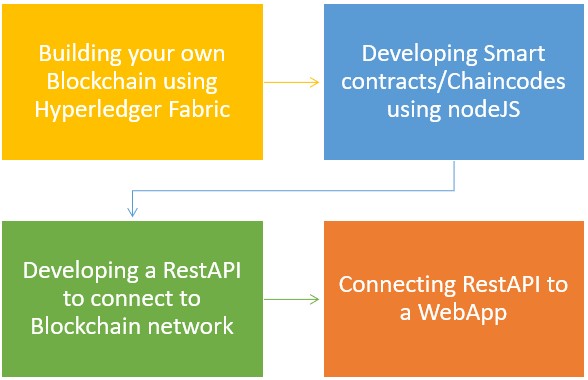 Building your own
Blockchain using
Hyperledger Fabric
Developing Smart
contracts/Chaincodes
using nodeJS
Developing a RestAPI
to connect to
Blockchain network
Connecting RestAPI to
a WebApp